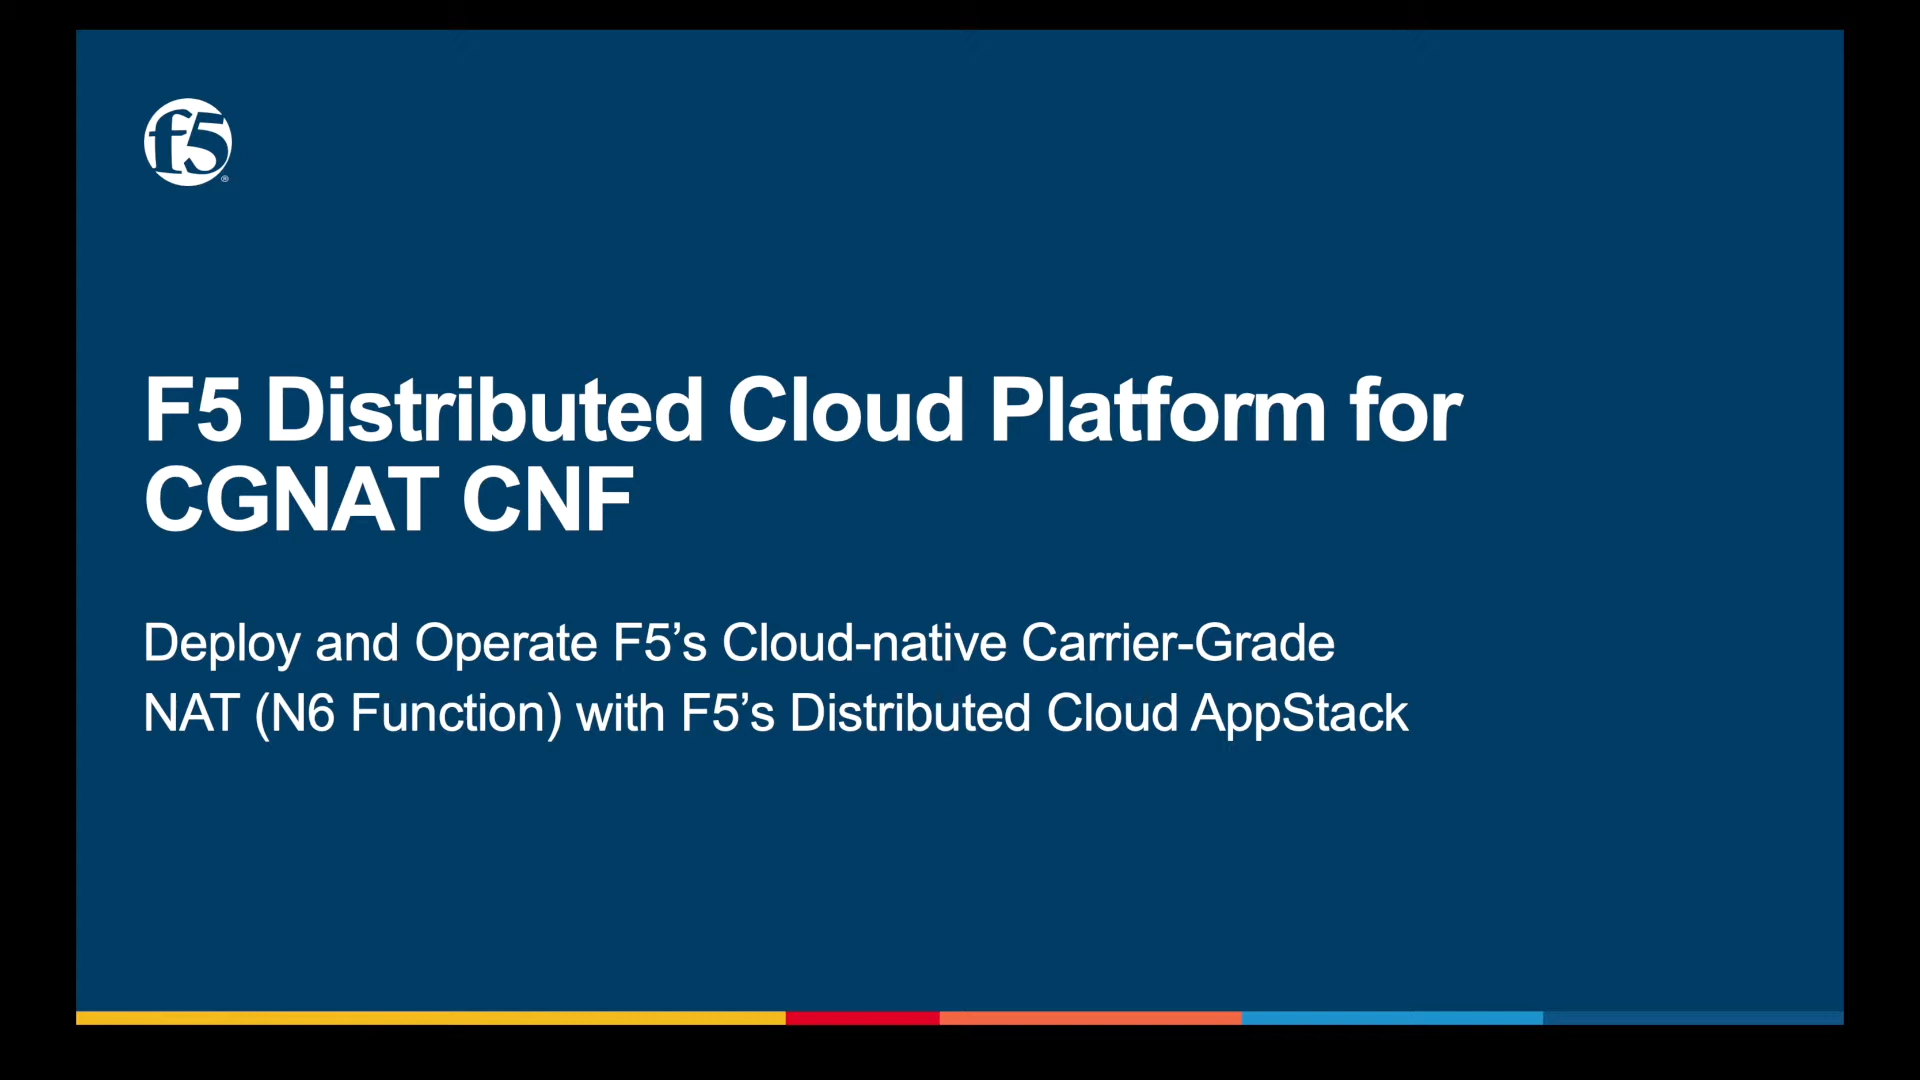 f5®
F5 Distributed Cloud Platform for
CGNAT CNF
Deploy and Operate F5’s Cloud-native Carrier-Grade
NAT (N6 Function) with F5’s Distributed Cloud AppStack